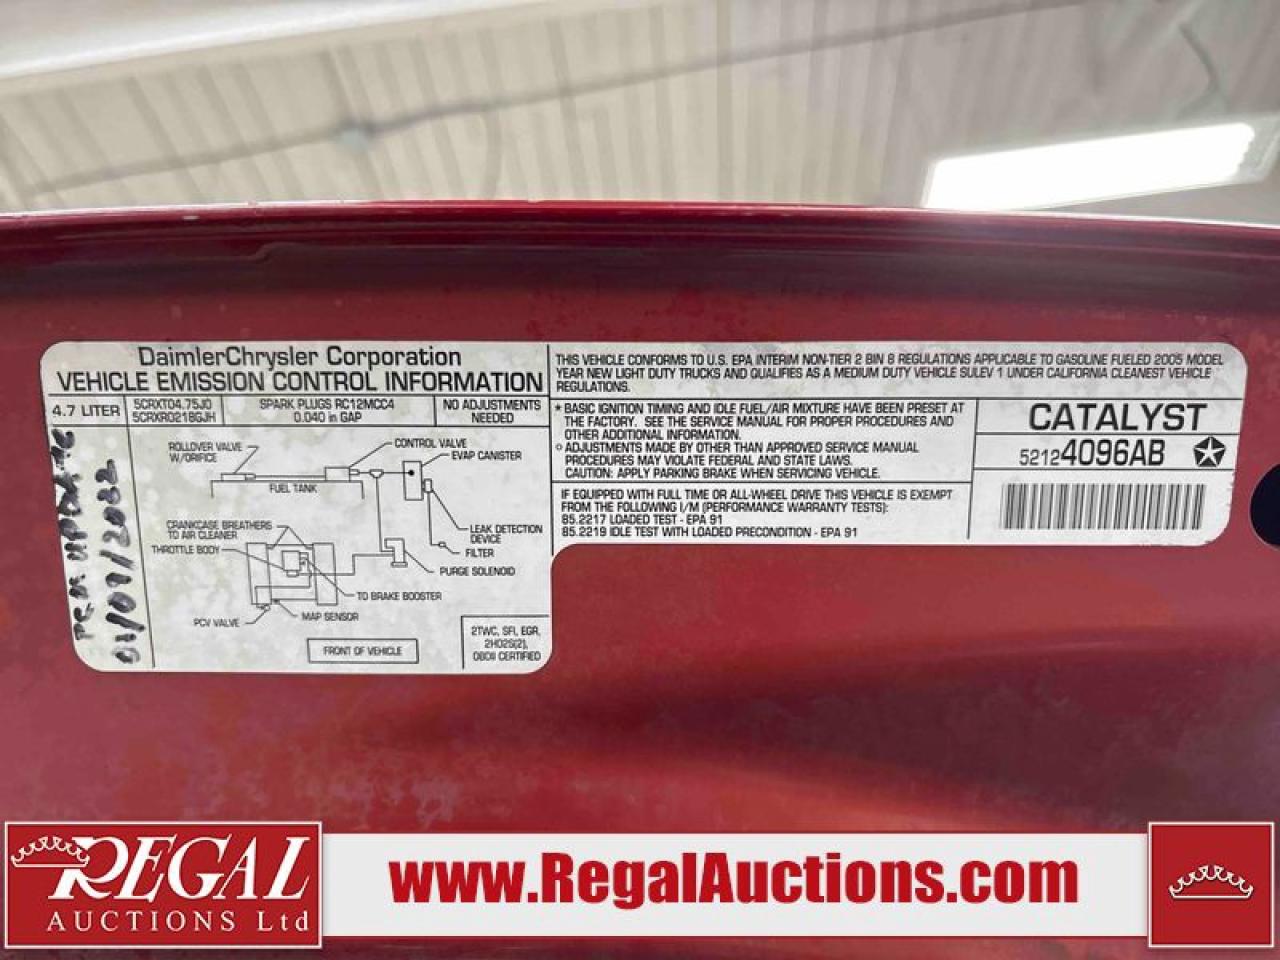 DaimlerChrysler Corporation
VEHICLE EMISSION CONTROL INFORMATION
4.7 LITER
5CRXT04.75J0
5CRXR0218GJH
SPARK PLUGS RC12MCC4
0.040 in GAP
NO ADJUSTMENTS
NEEDED
ROLLOVER VALVE
W/ORIFICE
CONTROL VALVE
EVAP CANISTER
FUEL TANK
CRANKCASE BREATHERS
TO AIR CLEANER
THROTTLE BODY
LEAK DETECTION
DEVICE
FILTER
PURGE SOLENOID
TO BRAKE BOOSTER
MAP SENSOR
PCV VALVE
FRONT OF VEHICLE
2TWC, SFI, EGR,
2HO2S(2),
OBDII CERTIFIED
THIS VEHICLE CONFORMS TO U.S. EPA INTERIM NON-TIER 2 BIN 8 REGULATIONS APPLICABLE TO GASOLINE FUELED 2005 MODEL
YEAR NEW LIGHT DUTY TRUCKS AND QUALIFIES AS A MEDIUM DUTY VEHICLE SULEV 1 UNDER CALIFORNIA CLEANEST VEHICLE
REGULATIONS.
* BASIC IGNITION TIMING AND IDLE FUEL/AIR MIXTURE HAVE BEEN PRESET AT
THE FACTORY. SEE THE SERVICE MANUAL FOR PROPER PROCEDURES AND
OTHER ADDITIONAL INFORMATION.
° ADJUSTMENTS MADE BY OTHER THAN APPROVED SERVICE MANUAL
PROCEDURES MAY VIOLATE FEDERAL AND STATE LAWS.
CAUTION: APPLY PARKING BRAKE WHEN SERVICING VEHICLE.
IF EQUIPPED WITH FULL TIME OR ALL-WHEEL DRIVE THIS VEHICLE IS EXEMPT
FROM THE FOLLOWING I/M (PERFORMANCE WARRANTY TESTS):
85.2217 LOADED TEST - EPA 91
85.2219 IDLE TEST WITH LOADED PRECONDITION - EPA 91
CATALYST
52124096AB
REGAL
AUCTIONS Ltd
www.RegalAuctions.com